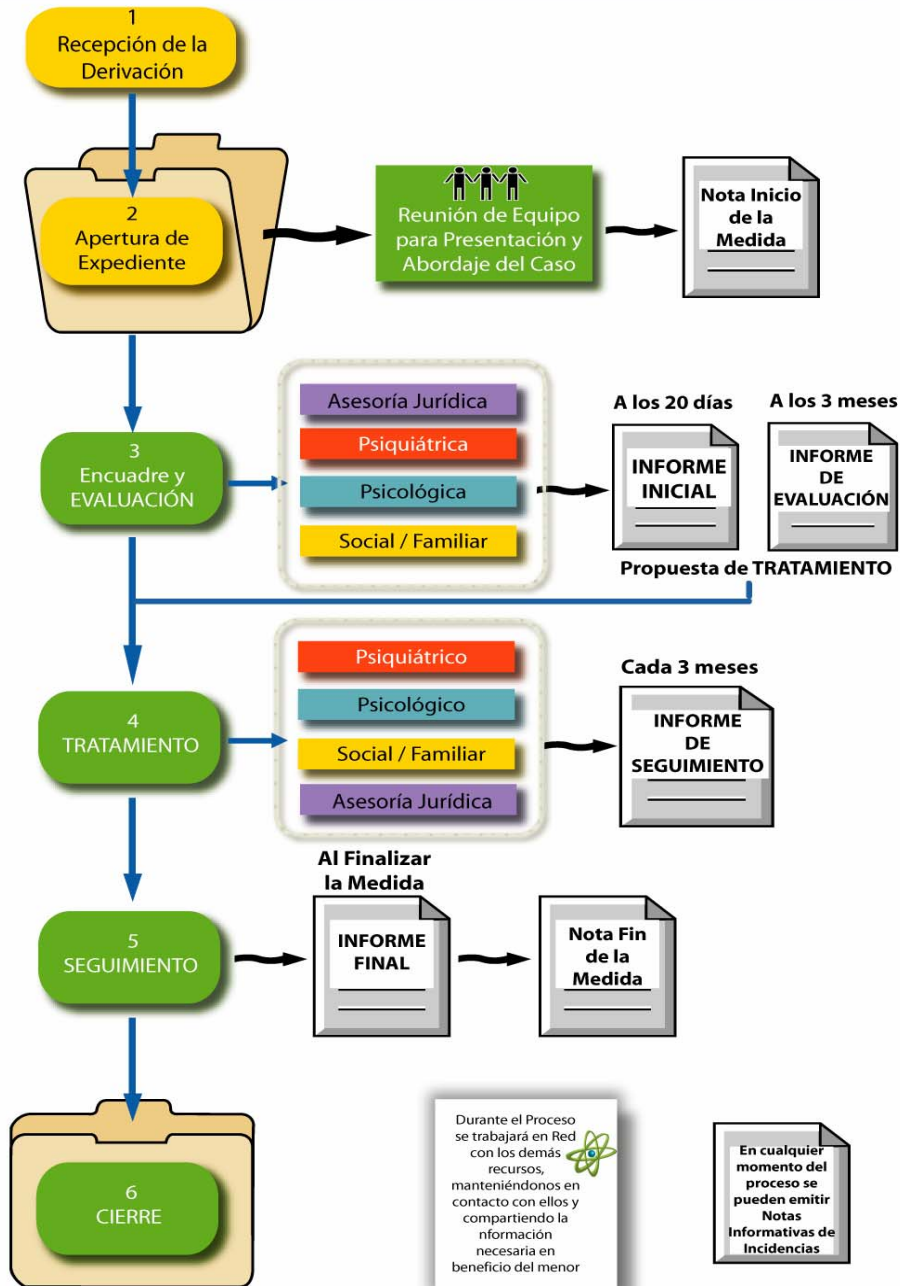 1
Recepción de la
Derivación
2
Apertura de
Expediente
Reunión de Equipo
para Presentación y
Abordaje del Caso
Nota Inicio
de la
Medida
3
Encuadre y
EVALUACIÓN
Asesoría Jurídica
Psiquiátrica
Psicológica
Social / Familiar
A los 20 días
INFORME
INICIAL
A los 3 meses
INFORME
DE
EVALUACIÓN
Propuesta de TRATAMIENTO
4
TRATAMIENTO
Psiquiátrico
Psicológico
Social / Familiar
Asesoría Jurídica
Cada 3 meses
INFORME
DE
SEGUIMIENTO
5
SEGUIMIENTO
Al Finalizar
la Medida
INFORME
FINAL
Nota Fin
de la
Medida
6
CIERRE
Durante el Proceso
se trabajará en Red
con los demás
recursos,
manteniéndonos en
contacto con ellos y
compartiendo la
nformación
necesaria en
beneficio del menor
En cualquier
momento del
proceso se
pueden emitir
Notas
Informativas de
Incidencias